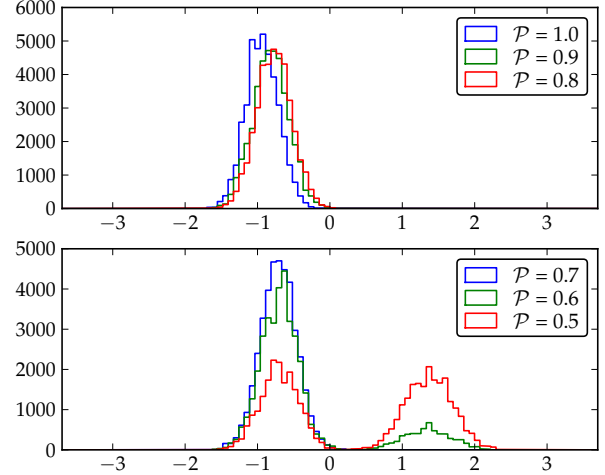 6000
5000
4000
3000
2000
1000
0
−3 −2 −1 0 1 2 3
𝒫 = 1.0
𝒫 = 0.9
𝒫 = 0.8
5000
4000
3000
2000
1000
0
−3 −2 −1 0 1 2 3
𝒫 = 0.7
𝒫 = 0.6
𝒫 = 0.5